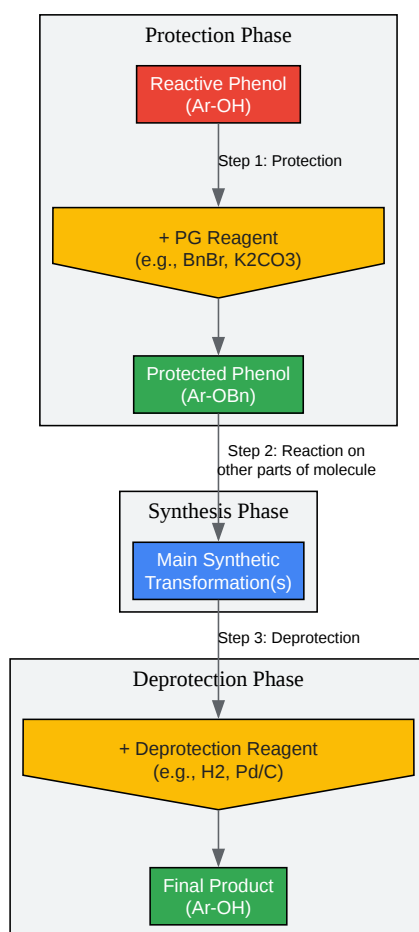 Protection Phase
Reactive Phenol
(Ar-OH)
Step 1: Protection
+ PG Reagent
(e.g., BnBr, K2CO3)
Protected Phenol
(Ar-OBn)
Step 2: Reaction on
other parts of molecule
Synthesis Phase
Main Synthetic
Transformation(s)
Step 3: Deprotection
Deprotection Phase
+ Deprotection Reagent
(e.g., H2, Pd/C)
Final Product
(Ar-OH)